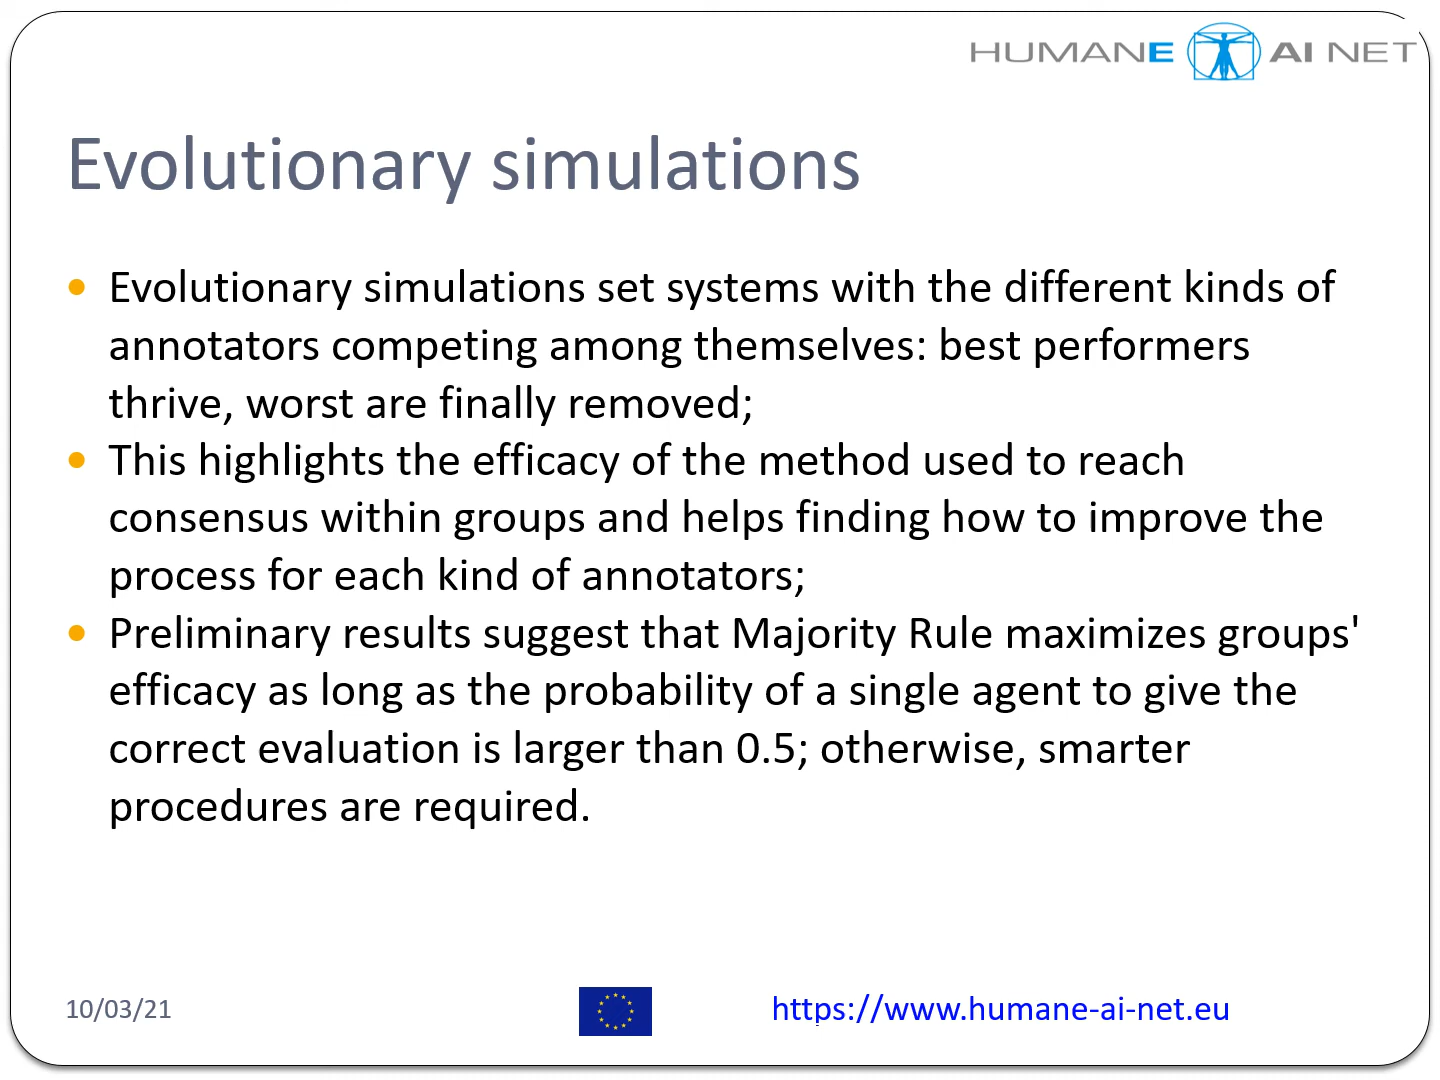 HUMANE AI NET
Evolutionary simulations
• Evolutionary simulations set systems with the different kinds of
annotators competing among themselves: best performers
thrive, worst are finally removed;
• This highlights the efficacy of the method used to reach
consensus within groups and helps finding how to improve the
process for each kind of annotators;
• Preliminary results suggest that Majority Rule maximizes groups'
efficacy as long as the probability of a single agent to give the
correct evaluation is larger than 0.5; otherwise, smarter
procedures are required.
10/03/21
https://www.humane-ai-net.eu